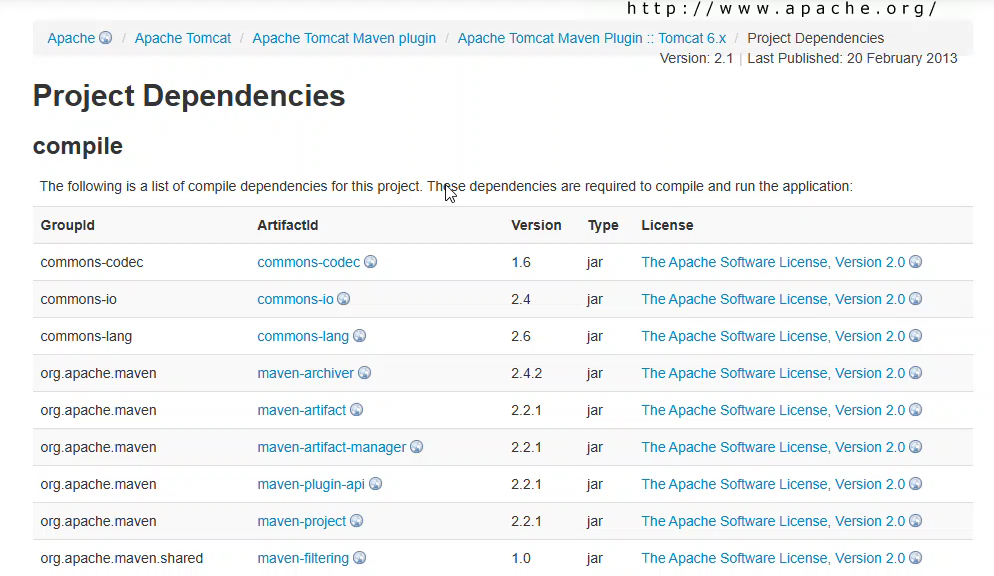 http://www.apache.org/
Apache / Apache Tomcat / Apache Tomcat Maven plugin / Apache Tomcat Maven Plugin :: Tomcat 6.x / Project Dependencies
Version: 2.1 | Last Published: 20 February 2013
Project Dependencies
compile
The following is a list of compile dependencies for this project. These dependencies are required to compile and run the application:
GroupId ArtifactId Version Type License
commons-codec commons-codec 1.6 jar The Apache Software License, Version 2.0
commons-io commons-io 2.4 jar The Apache Software License, Version 2.0
commons-lang commons-lang 2.6 jar The Apache Software License, Version 2.0
org.apache.maven maven-archiver 2.4.2 jar The Apache Software License, Version 2.0
org.apache.maven maven-artifact 2.2.1 jar The Apache Software License, Version 2.0
org.apache.maven maven-artifact-manager 2.2.1 jar The Apache Software License, Version 2.0
org.apache.maven maven-plugin-api 2.2.1 jar The Apache Software License, Version 2.0
org.apache.maven maven-project 2.2.1 jar The Apache Software License, Version 2.0
org.apache.maven.shared maven-filtering 1.0 jar The Apache Software License, Version 2.0